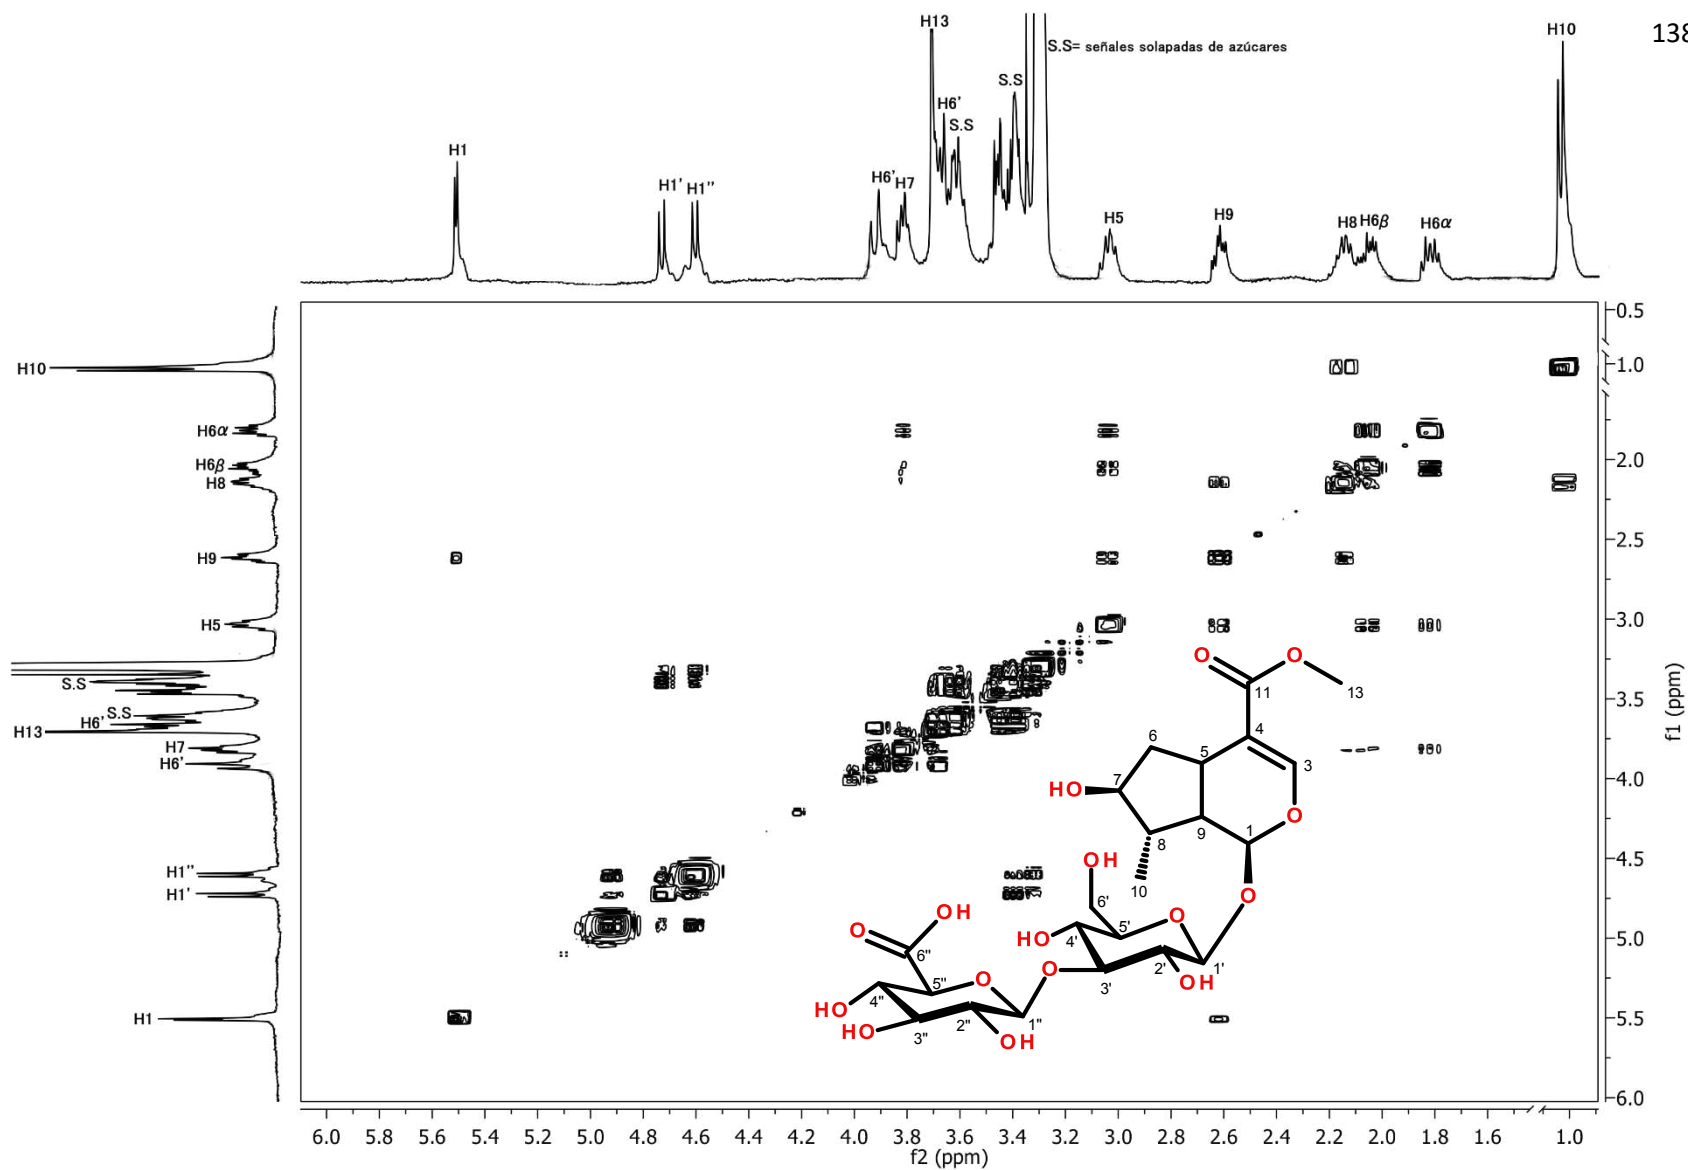 138
H13
S.S= señales solapadas de azúcares
H10
H6'
S.S
S.S
H1
H1'
H1''
H6'
H7
H5
H9
H8
H6β
H6α
H10
H6α
H6β
H8
H9
H5
S.S
S.S
H6'
H13
H7
H6'
H1''
H1'
H1
0.5
1.0
2.0
2.5
3.0
3.5
4.0
4.5
5.0
5.5
6.0
f1 (ppm)
O
O
11
13
4
6
5
3
HO
7
O
8
9
1
10
OH
6'
O
O
OH
O
5'
HO
4'
6''
2'
1'
O
OH
3'
5''
O
HO
4''
HO
3''
2''
OH
1''
6.0 5.8 5.6 5.4 5.2 5.0 4.8 4.6 4.4 4.2 4.0 3.8 3.6 3.4 3.2 3.0 2.8 2.6 2.4 2.2 2.0 1.8 1.6 1.0
f2 (ppm)